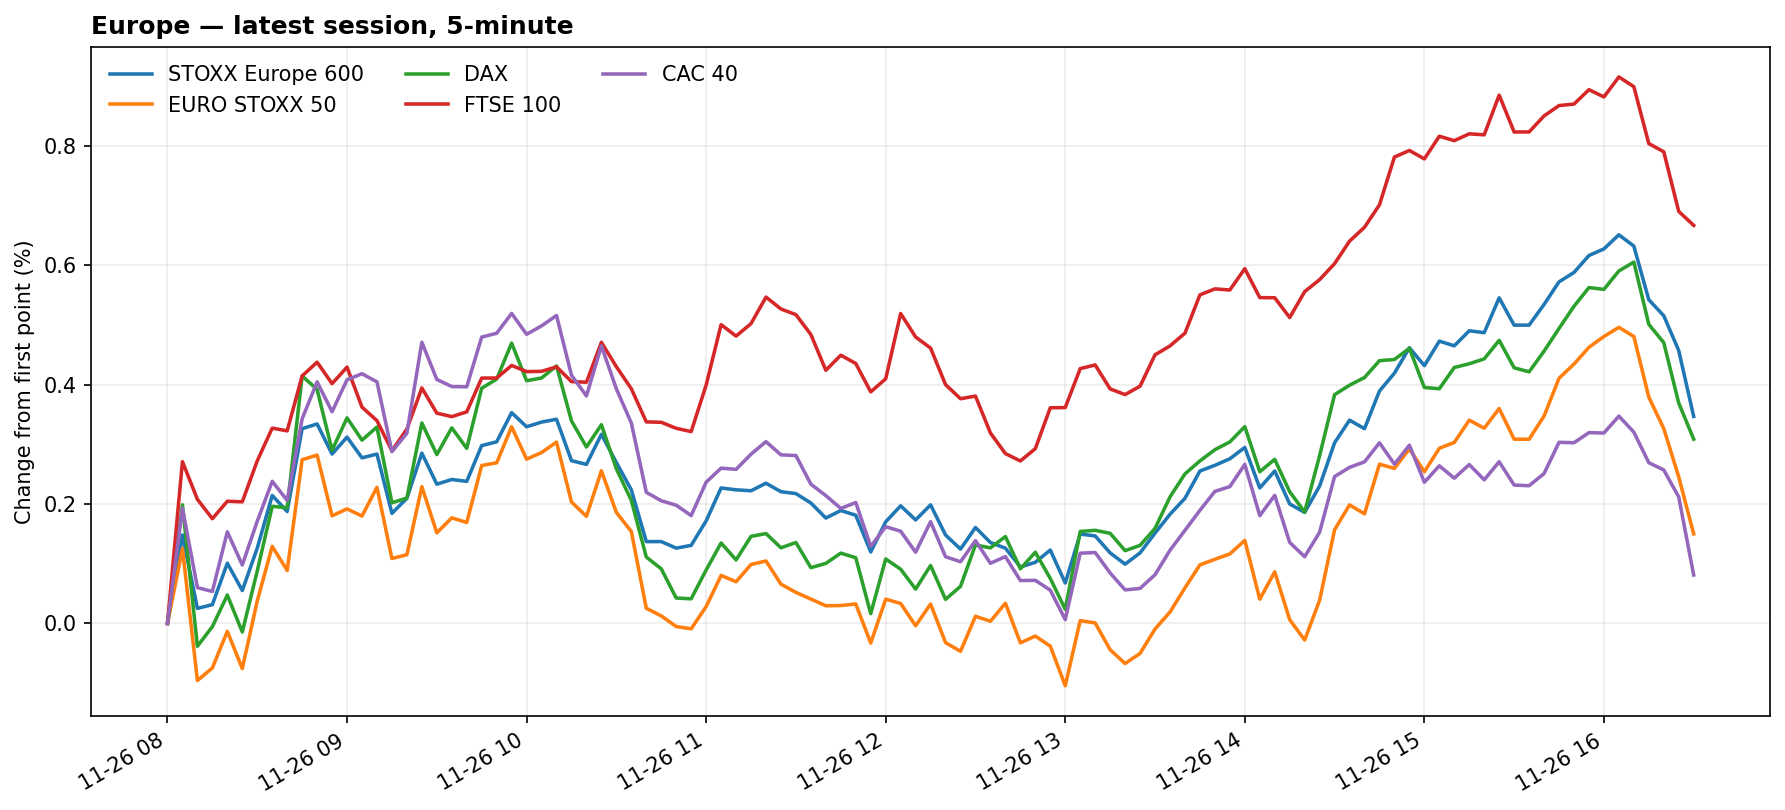 Europe — latest session, 5-minute
STOXX Europe 600
EURO STOXX 50
DAX
FTSE 100
CAC 40
Change from first point (%)
0.8
0.6
0.4
0.2
0.0
11-26 08
11-26 09
11-26 10
11-26 11
11-26 12
11-26 13
11-26 14
11-26 15
11-26 16